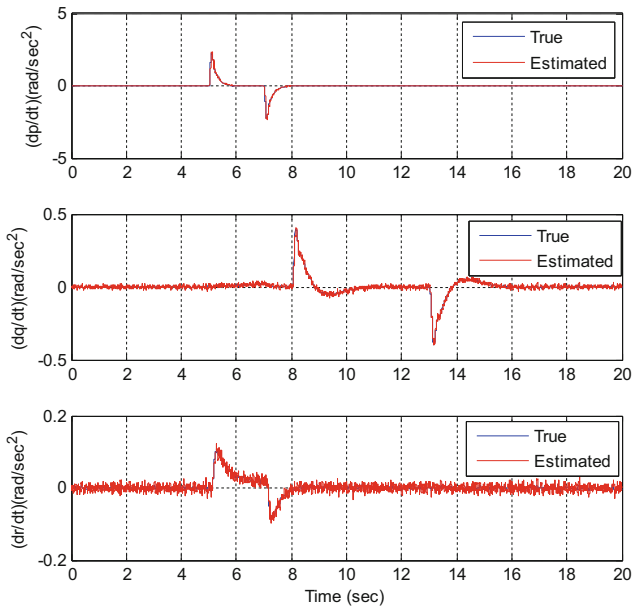 (dp/dt)(rad/sec²)
5
0
-5
True
Estimated
0 2 4 6 8 10 12 14 16 18 20
(dq/dt)(rad/sec²)
0.5
0
-0.5
True
Estimated
0 2 4 6 8 10 12 14 16 18 20
(dr/dt)(rad/sec²)
0.2
0
-0.2
True
Estimated
0 2 4 6 8 10 12 14 16 18 20
Time (sec)